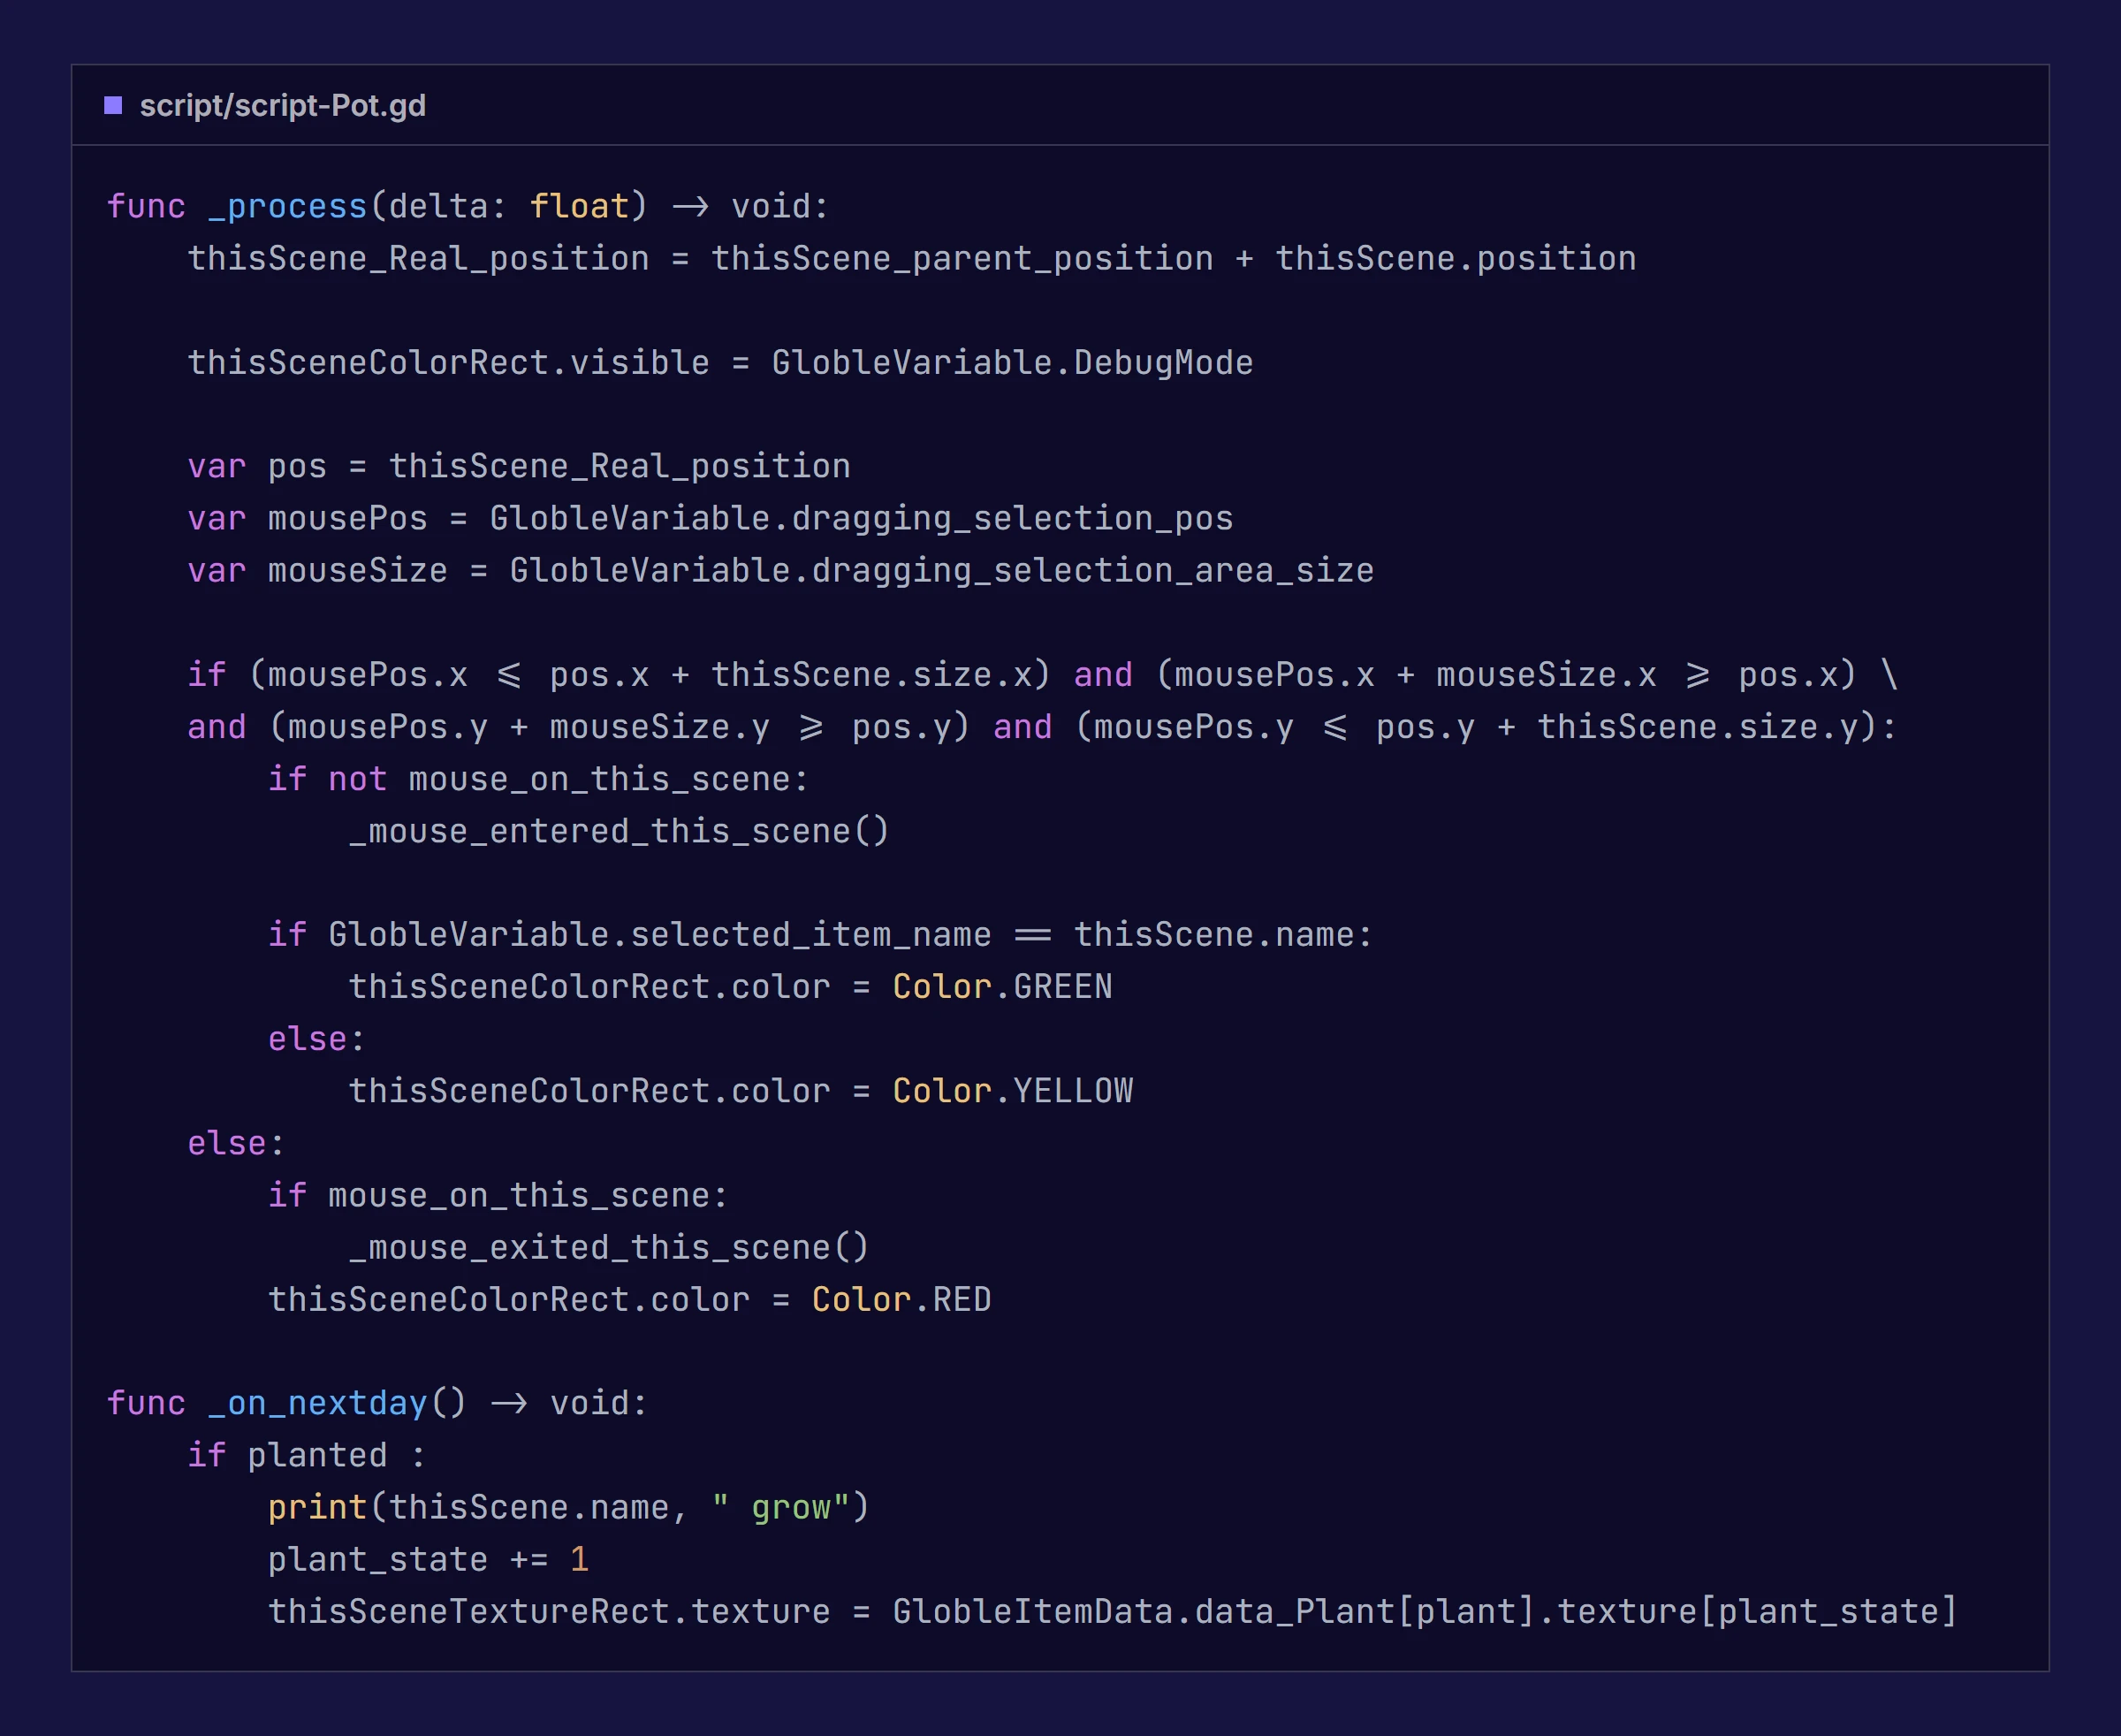 script/script-Pot.gd
func _process(delta: float) -> void:
    thisScene_Real_position = thisScene_parent_position + thisScene.position

    thisSceneColorRect.visible = GlobleVariable.DebugMode

    var pos = thisScene_Real_position
    var mousePos = GlobleVariable.dragging_selection_pos
    var mouseSize = GlobleVariable.dragging_selection_area_size

    if (mousePos.x <= pos.x + thisScene.size.x) and (mousePos.x + mouseSize.x >= pos.x) \
    and (mousePos.y + mouseSize.y >= pos.y) and (mousePos.y <= pos.y + thisScene.size.y):
        if not mouse_on_this_scene:
            _mouse_entered_this_scene()

        if GlobleVariable.selected_item_name == thisScene.name:
            thisSceneColorRect.color = Color.GREEN
        else:
            thisSceneColorRect.color = Color.YELLOW
    else:
        if mouse_on_this_scene:
            _mouse_exited_this_scene()
        thisSceneColorRect.color = Color.RED

func _on_nextday() -> void:
    if planted :
        print(thisScene.name, " grow")
        plant_state += 1
        thisSceneTextureRect.texture = GlobleItemData.data_Plant[plant].texture[plant_state]